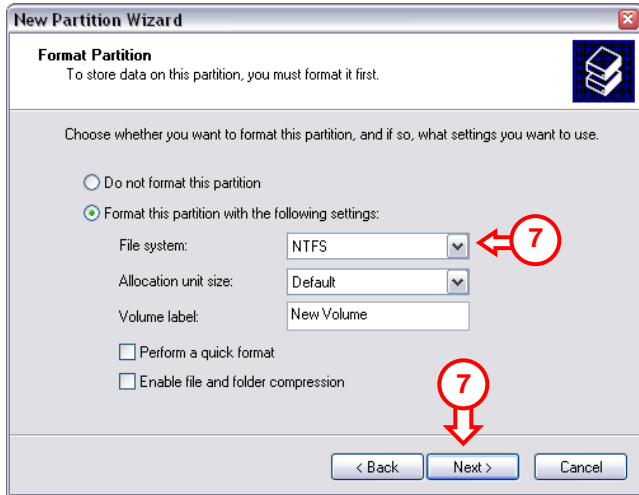 New Partition Wizard
Format Partition
To store data on this partition, you must format it first.
Choose whether you want to format this partition, and if so, what settings you want to use.
Do not format this partition
Format this partition with the following settings:
File system: NTFS 7
Allocation unit size: Default
Volume label: New Volume
Perform a quick format
Enable file and folder compression
7
< Back Next > Cancel